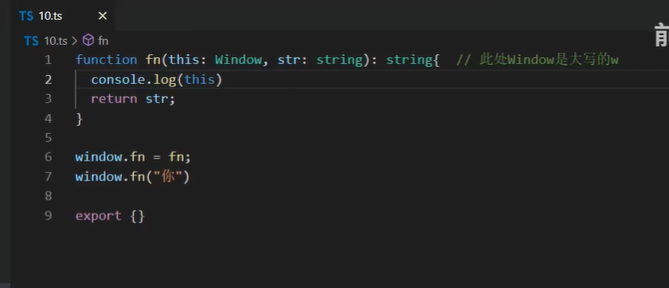 TS 10.ts ×
TS 10.ts > fn
1 function fn(this: Window, str: string): string{ // 此处Window是大写的w
2 console.log(this)
3 return str;
4 }
5
6 window.fn = fn;
7 window.fn("你")
8
9 export {}